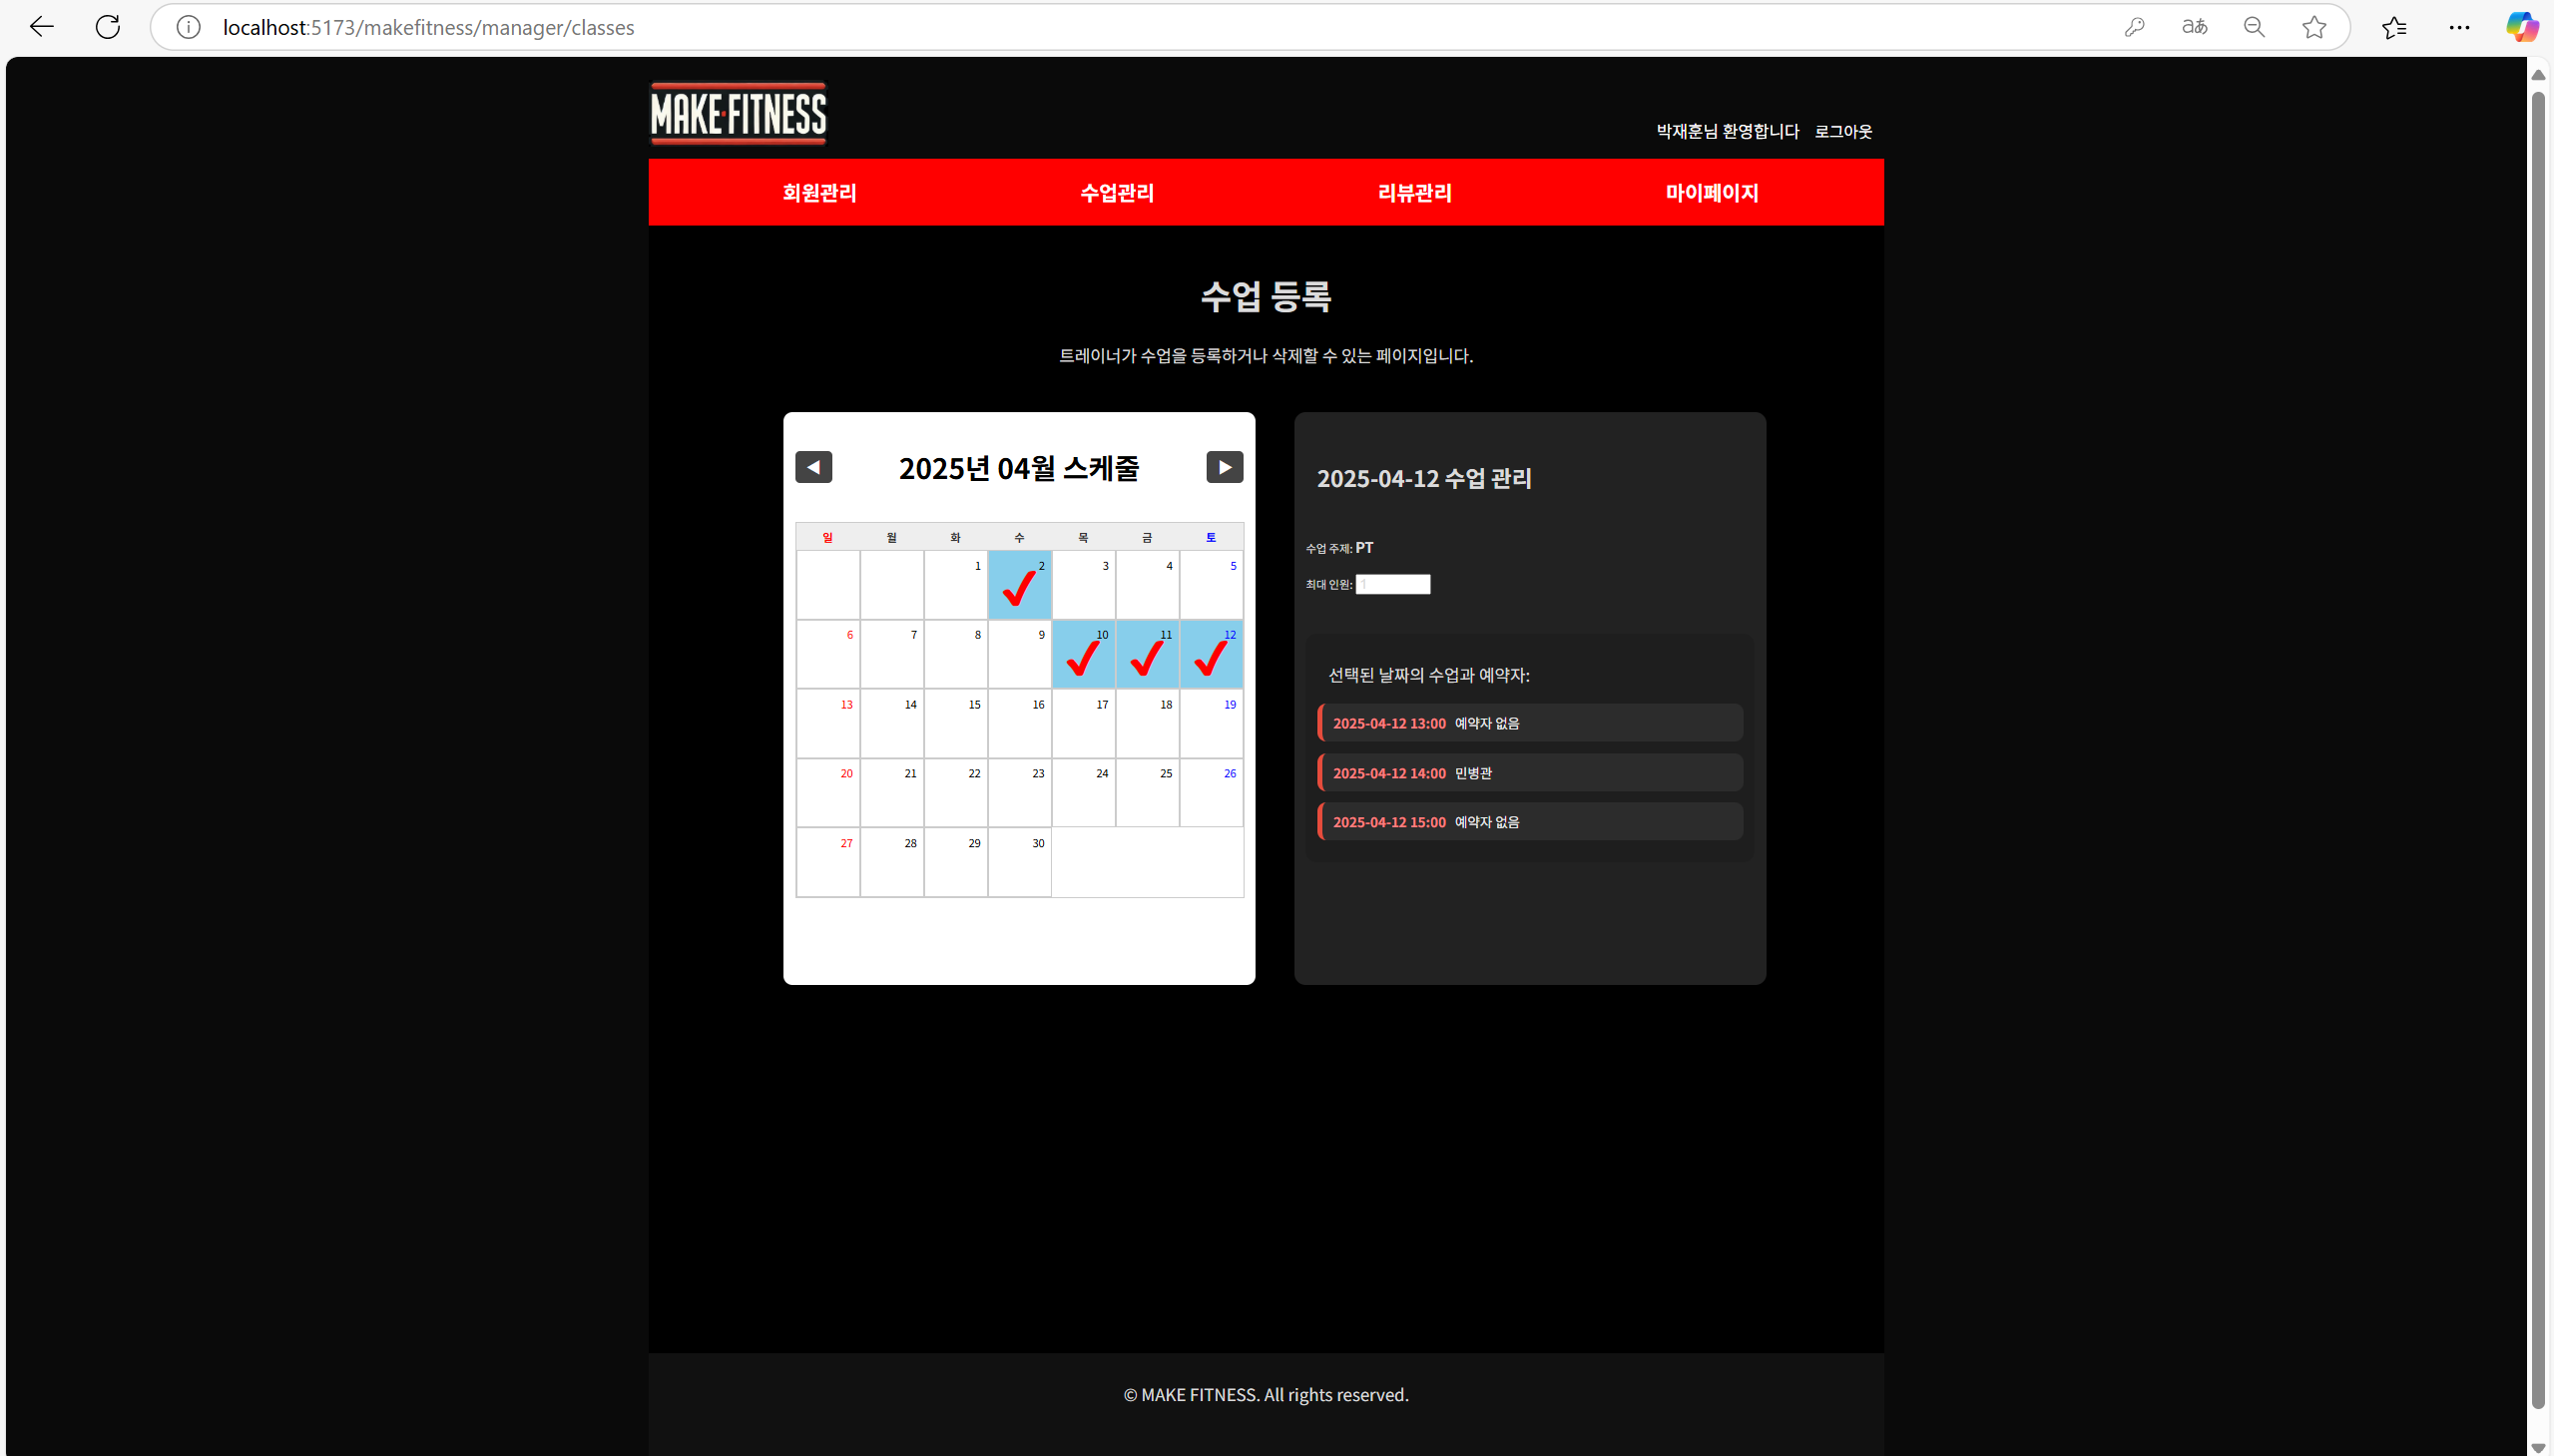 localhost:5173/makefitness/manager/classes
aあ
MAKE·FITNESS
박재훈님 환영합니다 로그아웃
회원관리 수업관리 리뷰관리 마이페이지
수업 등록
트레이너가 수업을 등록하거나 삭제할 수 있는 페이지입니다.
◀ 2025년 04월 스케줄 ▶
일 월 화 수 목 금 토
1 2 3 4 5
6 7 8 9 10 11 12
13 14 15 16 17 18 19
20 21 22 23 24 25 26
27 28 29 30
2025-04-12 수업 관리
수업 주제: PT
최대 인원: 1
선택된 날짜의 수업과 예약자:
2025-04-12 13:00 예약자 없음
2025-04-12 14:00 민병관
2025-04-12 15:00 예약자 없음
© MAKE FITNESS. All rights reserved.